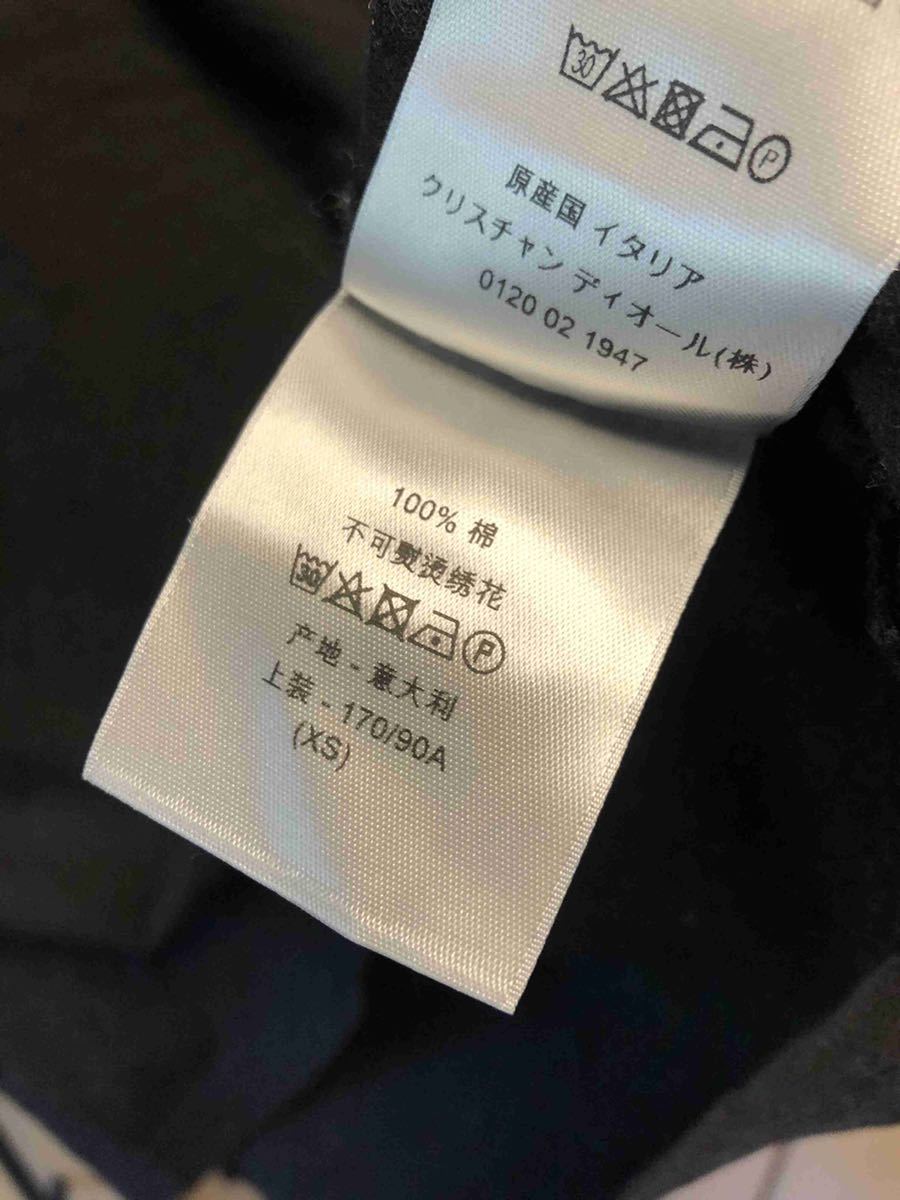 30 P
原産国 イタリア
クリスチャン ディオール(株)
0120 02 1947
100% 棉
不可熨烫绣花
30 P
产地 - 意大利
上装 - 170/90A
(XS)